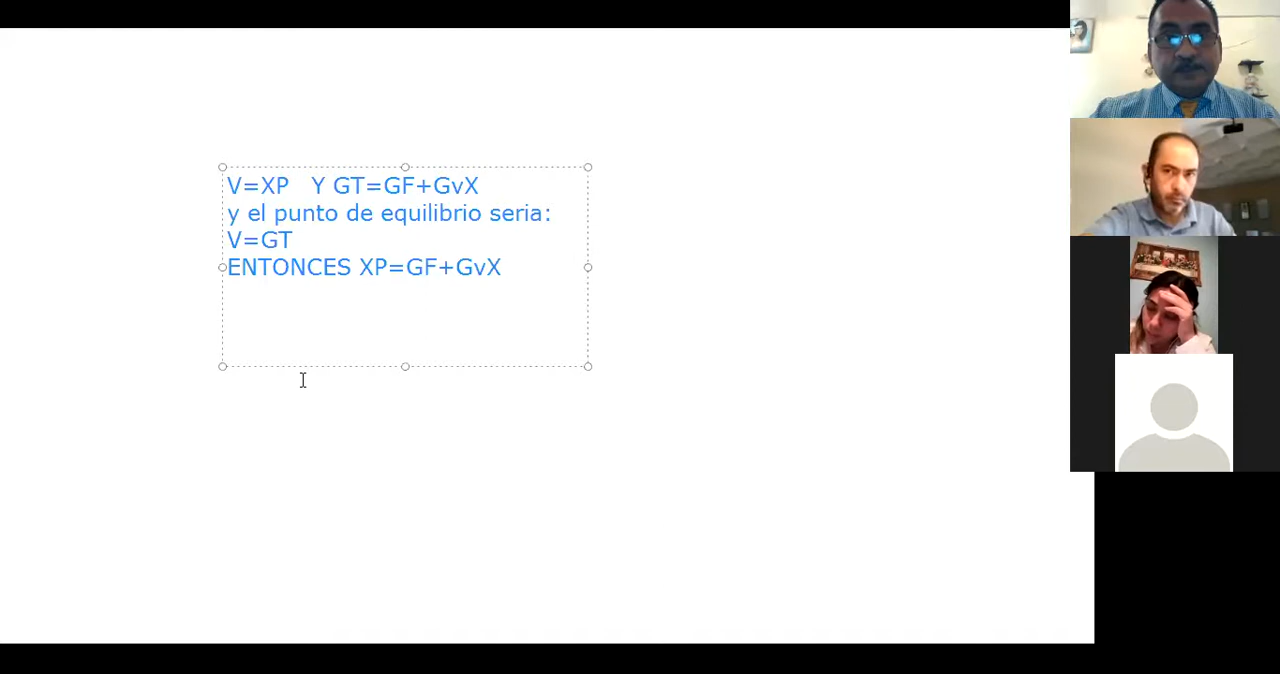 V=XP Y GT=GF+GvX
y el punto de equilibrio seria:
V=GT
ENTONCES XP=GF+GvX